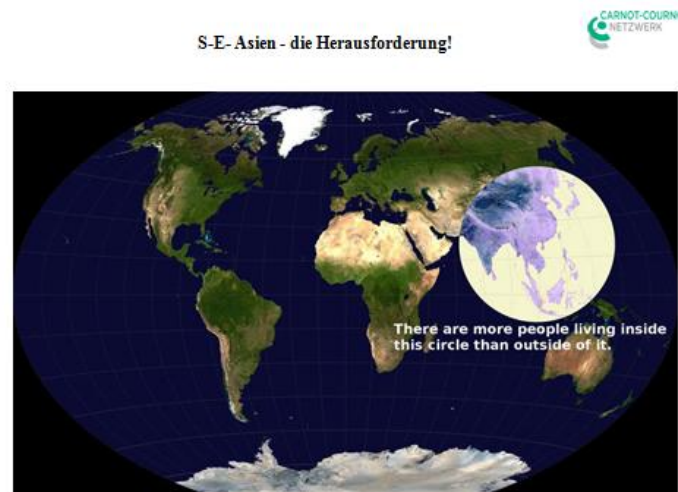 S-E- Asien - die Herausforderung!
CARNOT-COURN
NETZWERK
There are more people living inside
this circle than outside of it.